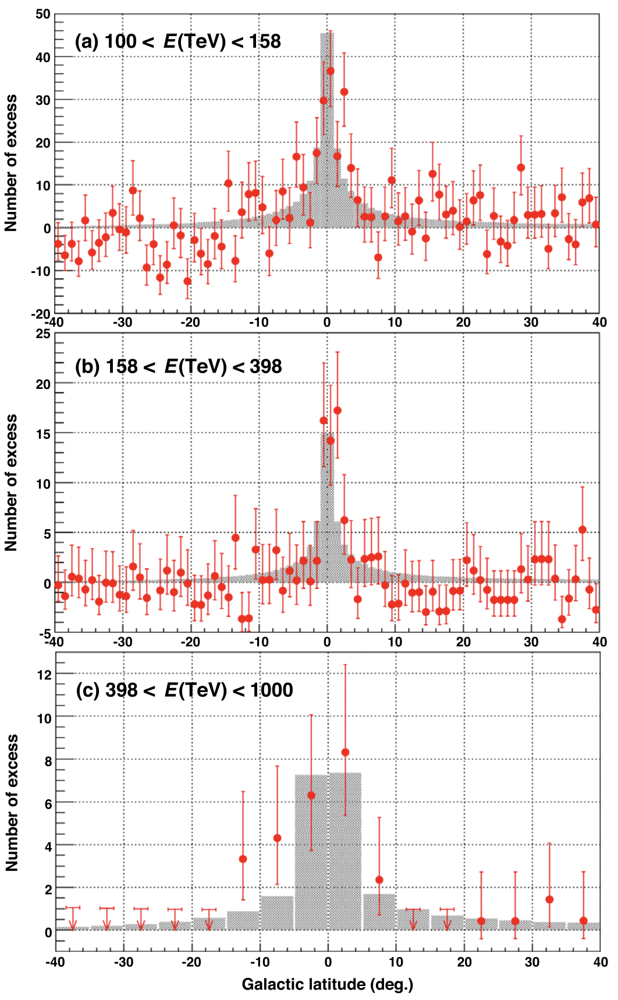 (a) 100 < E(TeV) < 158
Number of excess
50
40
30
20
10
0
-10
-20
-40 -30 -20 -10 0 10 20 30 40
(b) 158 < E(TeV) < 398
Number of excess
25
20
15
10
5
0
-5
-40 -30 -20 -10 0 10 20 30 40
(c) 398 < E(TeV) < 1000
Number of excess
12
10
8
6
4
2
0
-40 -30 -20 -10 0 10 20 30 40
Galactic latitude (deg.)